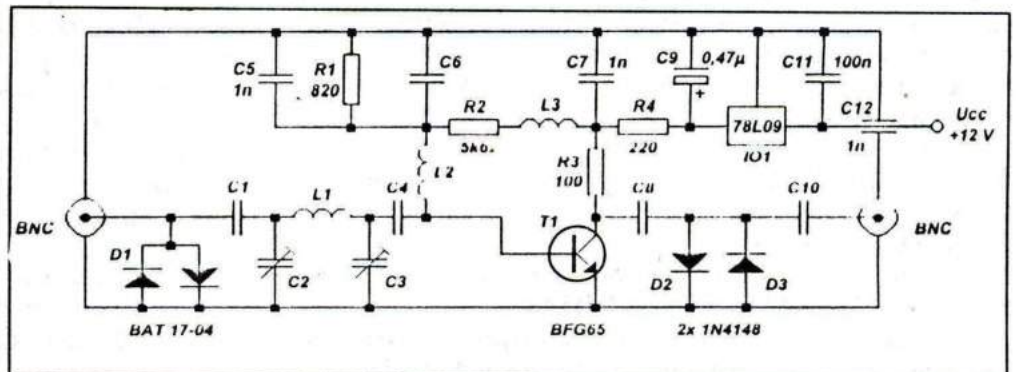 C5
1n
R1
820
C6
C7
1n
C9
0,47µ
+
C11
100n
R2
5k6
L3
R4
220
78L09
IO1
C12
1n
Ucc
+12 V
L2
R3
100
C1
L1
C4
C8
C10
BNC
BNC
T1
D1
C2
C3
D2
D3
BAT 17-04
BFG65
2x 1N4148